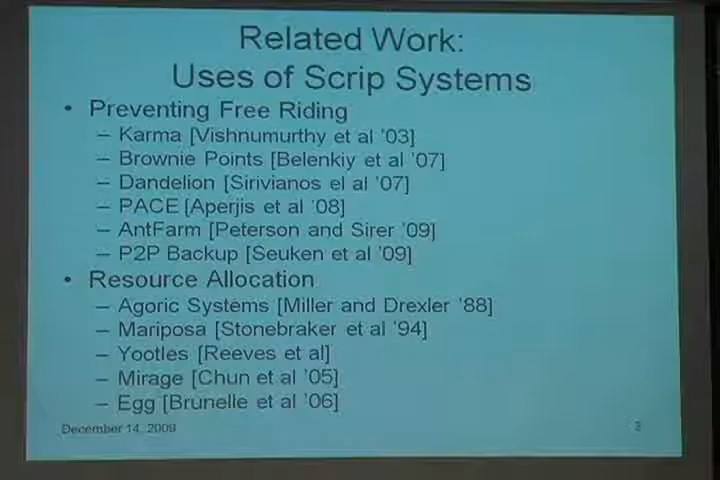 Related Work:
Uses of Scrip Systems
• Preventing Free Riding
– Karma [Vishnumurthy et al '03]
– Brownie Points [Belenkiy et al '07]
– Dandelion [Sirivianos el al '07]
– PACE [Aperjis et al '08]
– AntFarm [Peterson and Sirer '09]
– P2P Backup [Seuken et al '09]
• Resource Allocation
– Agoric Systems [Miller and Drexler '88]
– Mariposa [Stonebraker et al '94]
– Yootles [Reeves et al]
– Mirage [Chun et al '05]
– Egg [Brunelle et al '06]
December 14, 2009